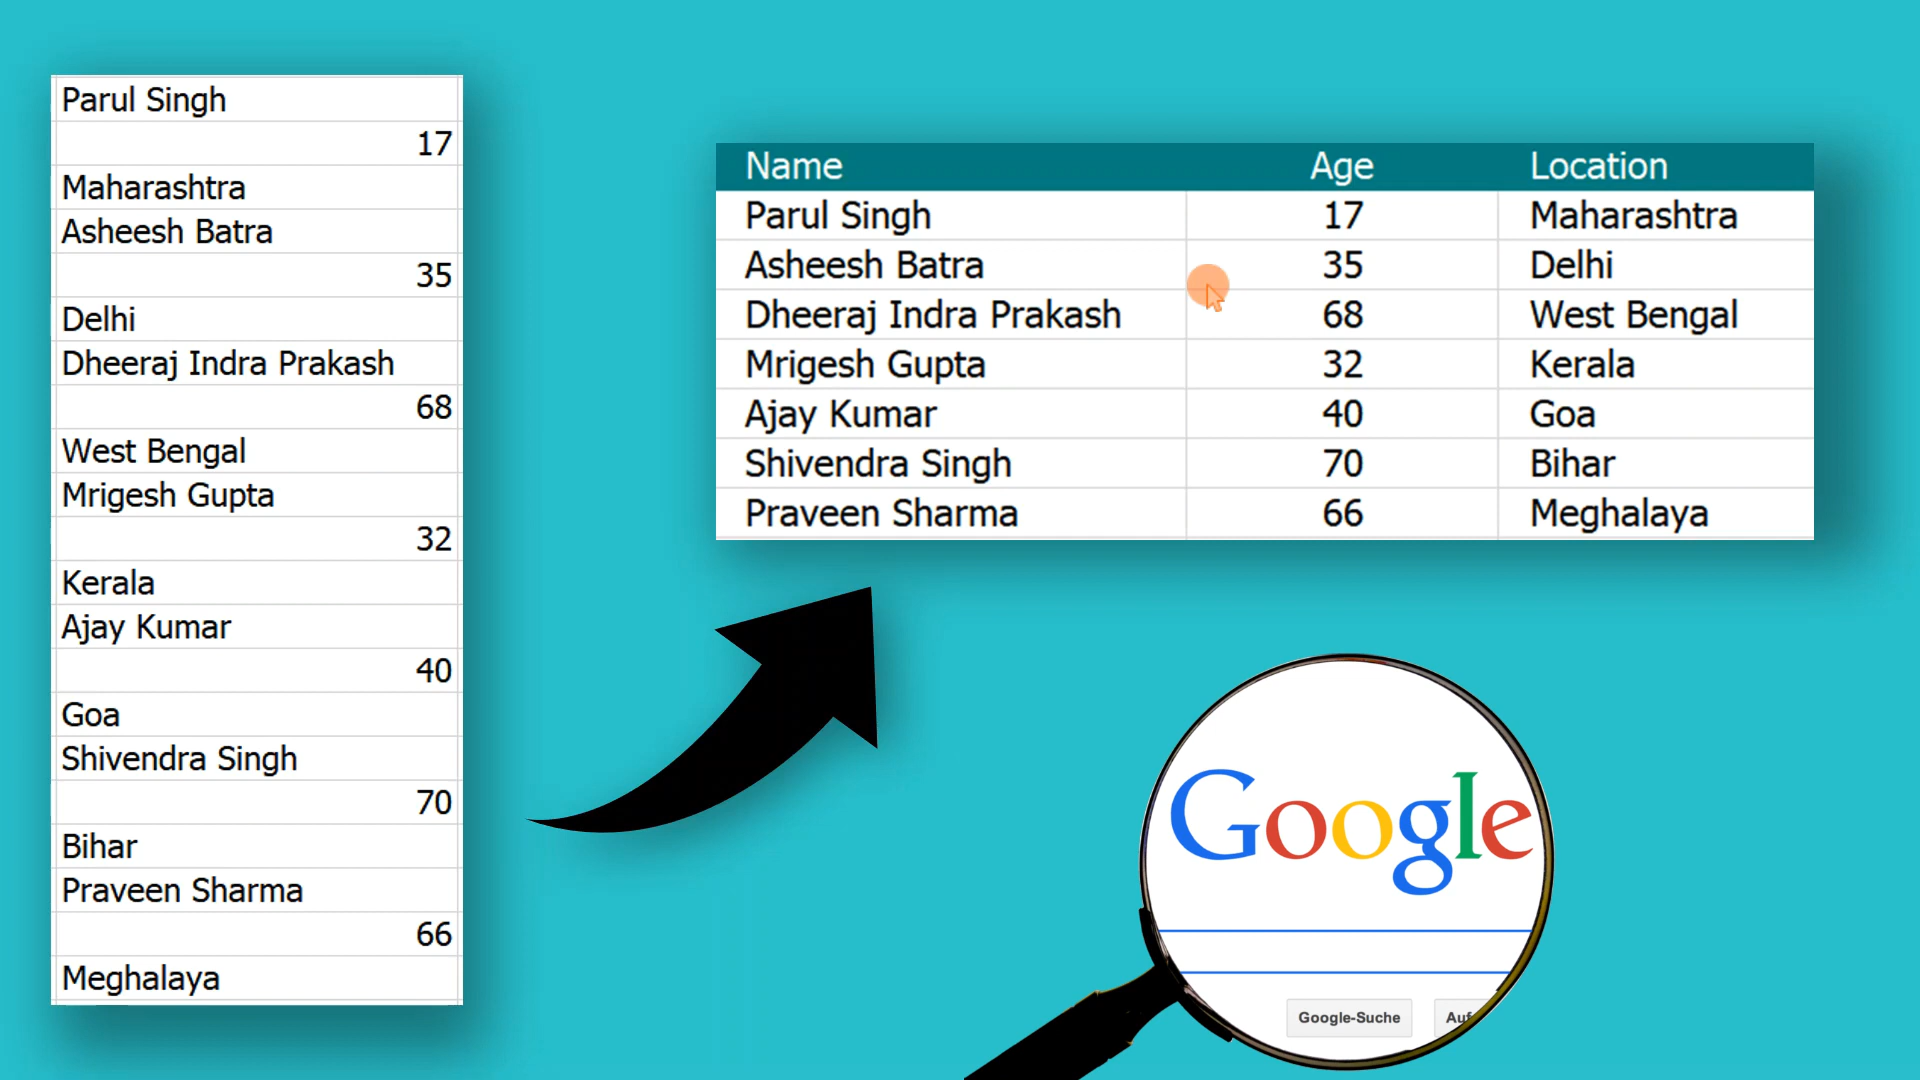 Parul Singh
17
Maharashtra
Asheesh Batra
35
Delhi
Dheeraj Indra Prakash
68
West Bengal
Mrigesh Gupta
32
Kerala
Ajay Kumar
40
Goa
Shivendra Singh
70
Bihar
Praveen Sharma
66
Meghalaya
Name Age Location
Parul Singh 17 Maharashtra
Asheesh Batra 35 Delhi
Dheeraj Indra Prakash 68 West Bengal
Mrigesh Gupta 32 Kerala
Ajay Kumar 40 Goa
Shivendra Singh 70 Bihar
Praveen Sharma 66 Meghalaya
Google
Google-Suche Auf